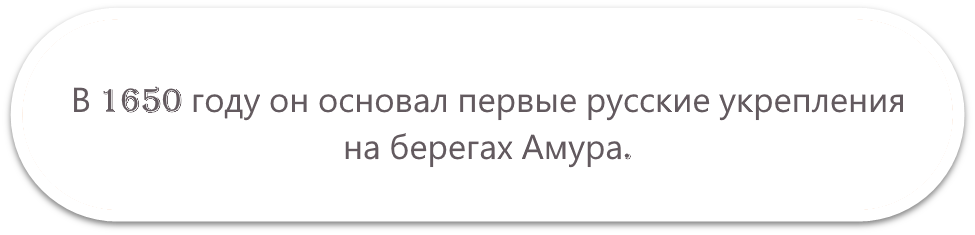 В 1650 году он основал первые русские укрепления
на берегах Амура.